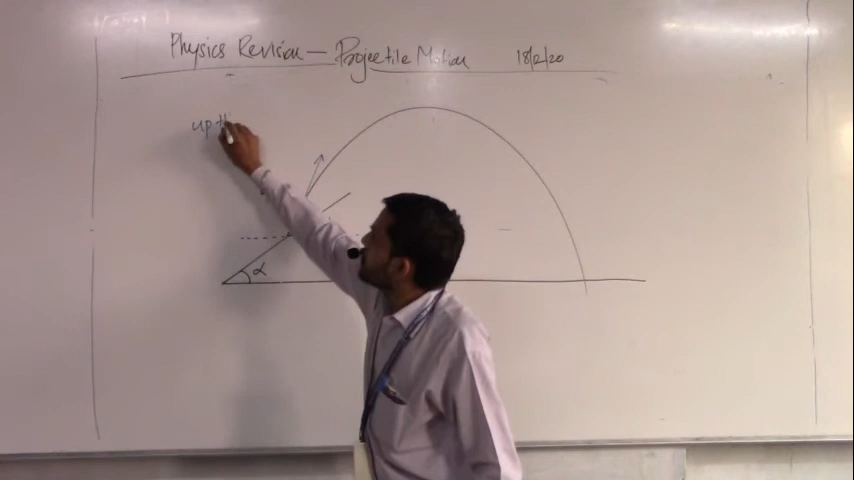 Physics Revision — Projectile Motion 18/2/20
up th
α